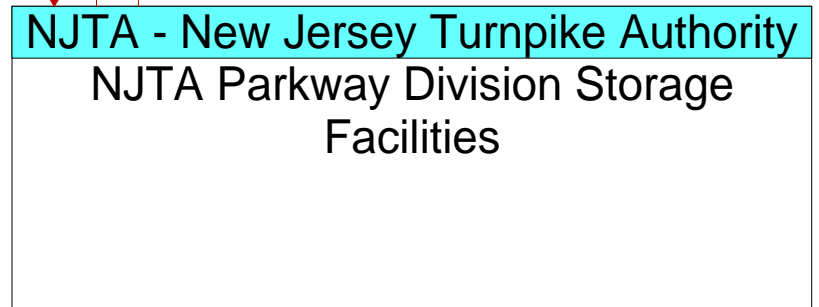 NJTA - New Jersey Turnpike Authority
NJTA Parkway Division Storage
Facilities